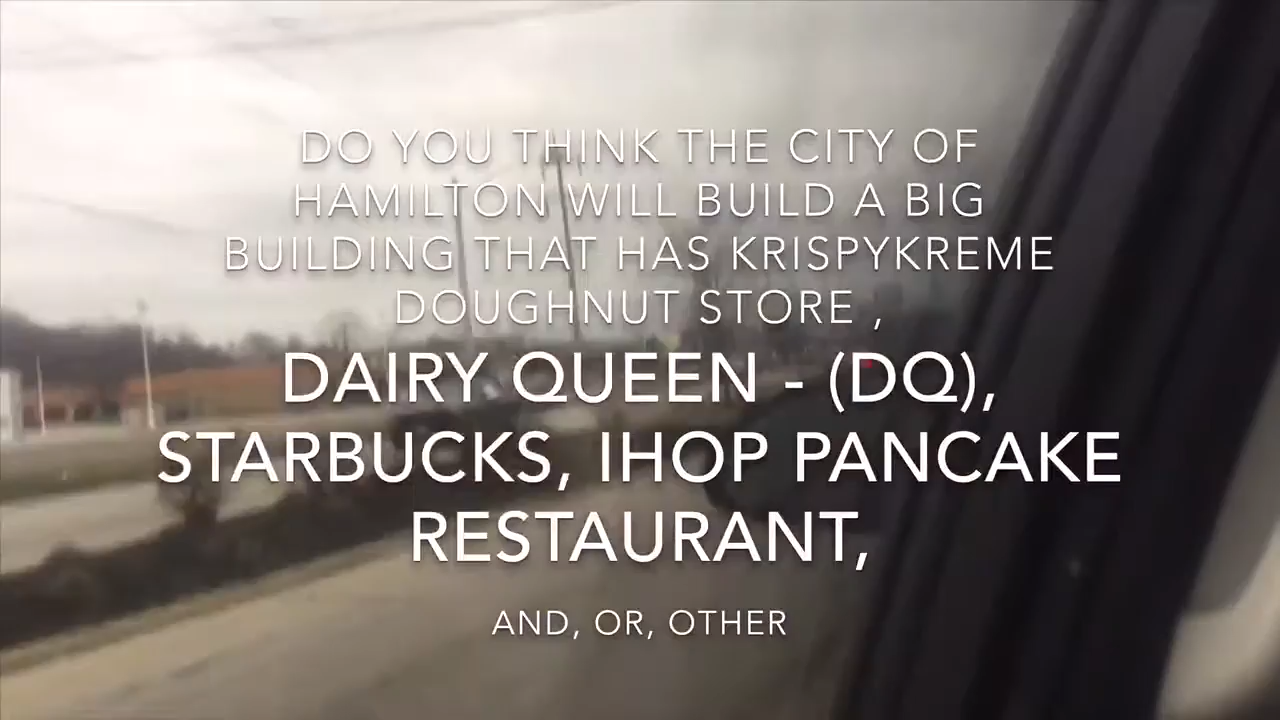 DO YOU THINK THE CITY OF
HAMILTON WILL BUILD A BIG
BUILDING THAT HAS KRISPYKREME
DOUGHNUT STORE ,
DAIRY QUEEN - (DQ),
STARBUCKS, IHOP PANCAKE
RESTAURANT,
AND, OR, OTHER